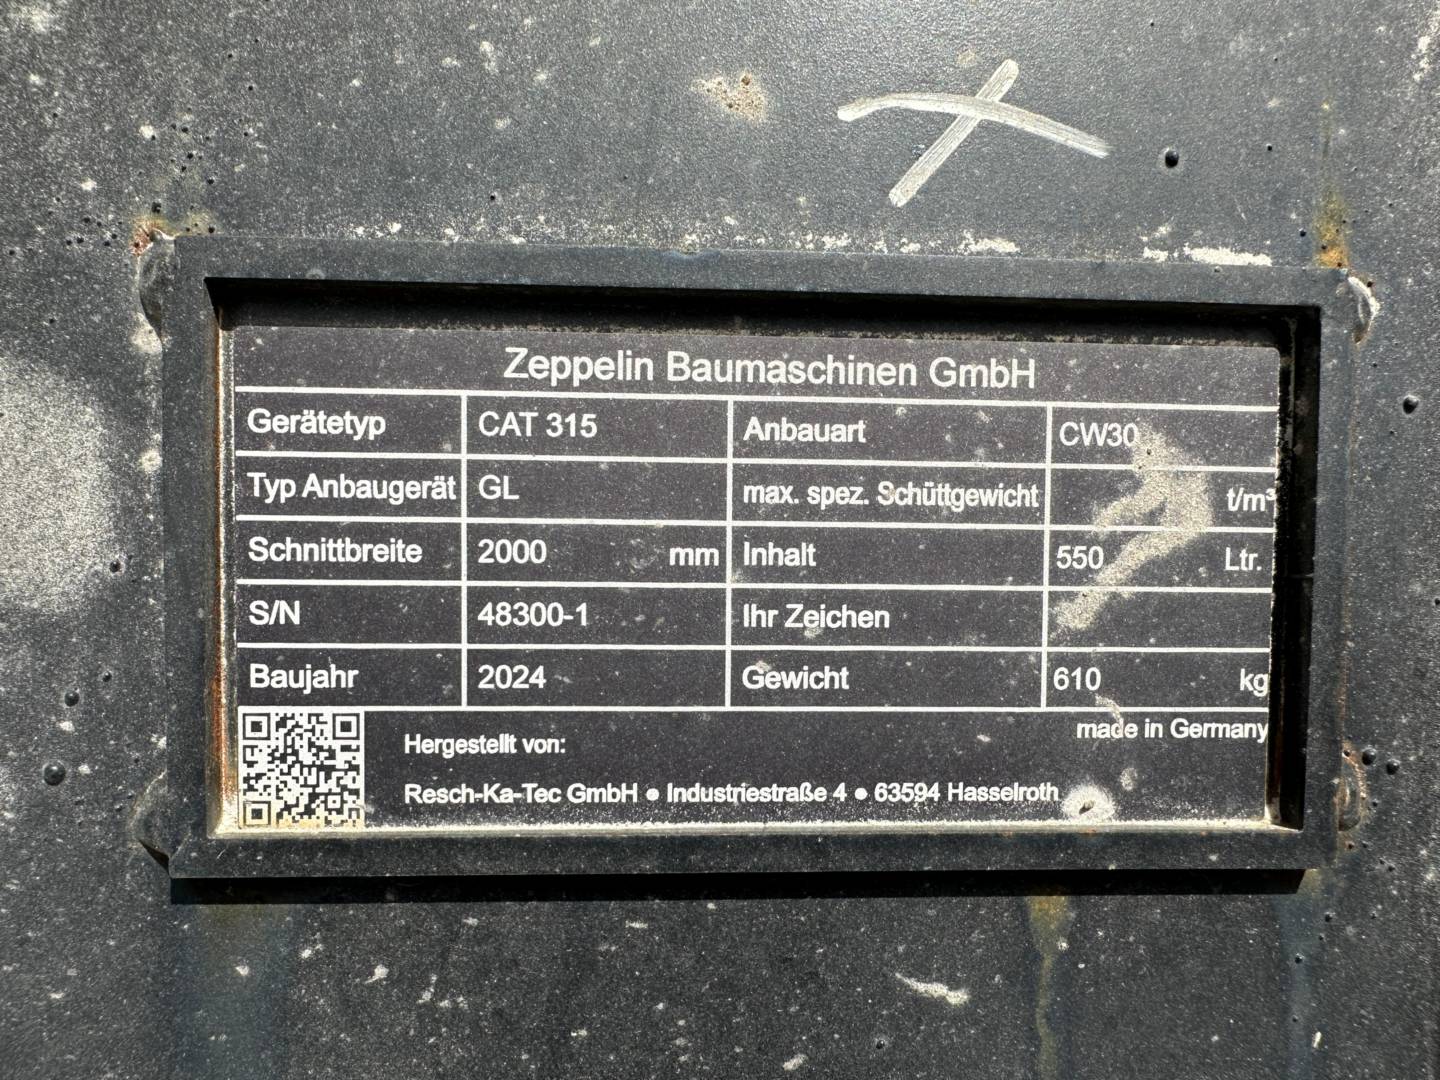 Zeppelin Baumaschinen GmbH
Gerätetyp CAT 315 Anbauart CW30
Typ Anbaugerät GL max. spez. Schüttgewicht t/m³
Schnittbreite 2000 mm Inhalt 550 Ltr.
S/N 48300-1 Ihr Zeichen
Baujahr 2024 Gewicht 610 kg
made in Germany
Hergestellt von:
Resch-Ka-Tec GmbH ● Industriestraße 4 ● 63594 Hasselroth